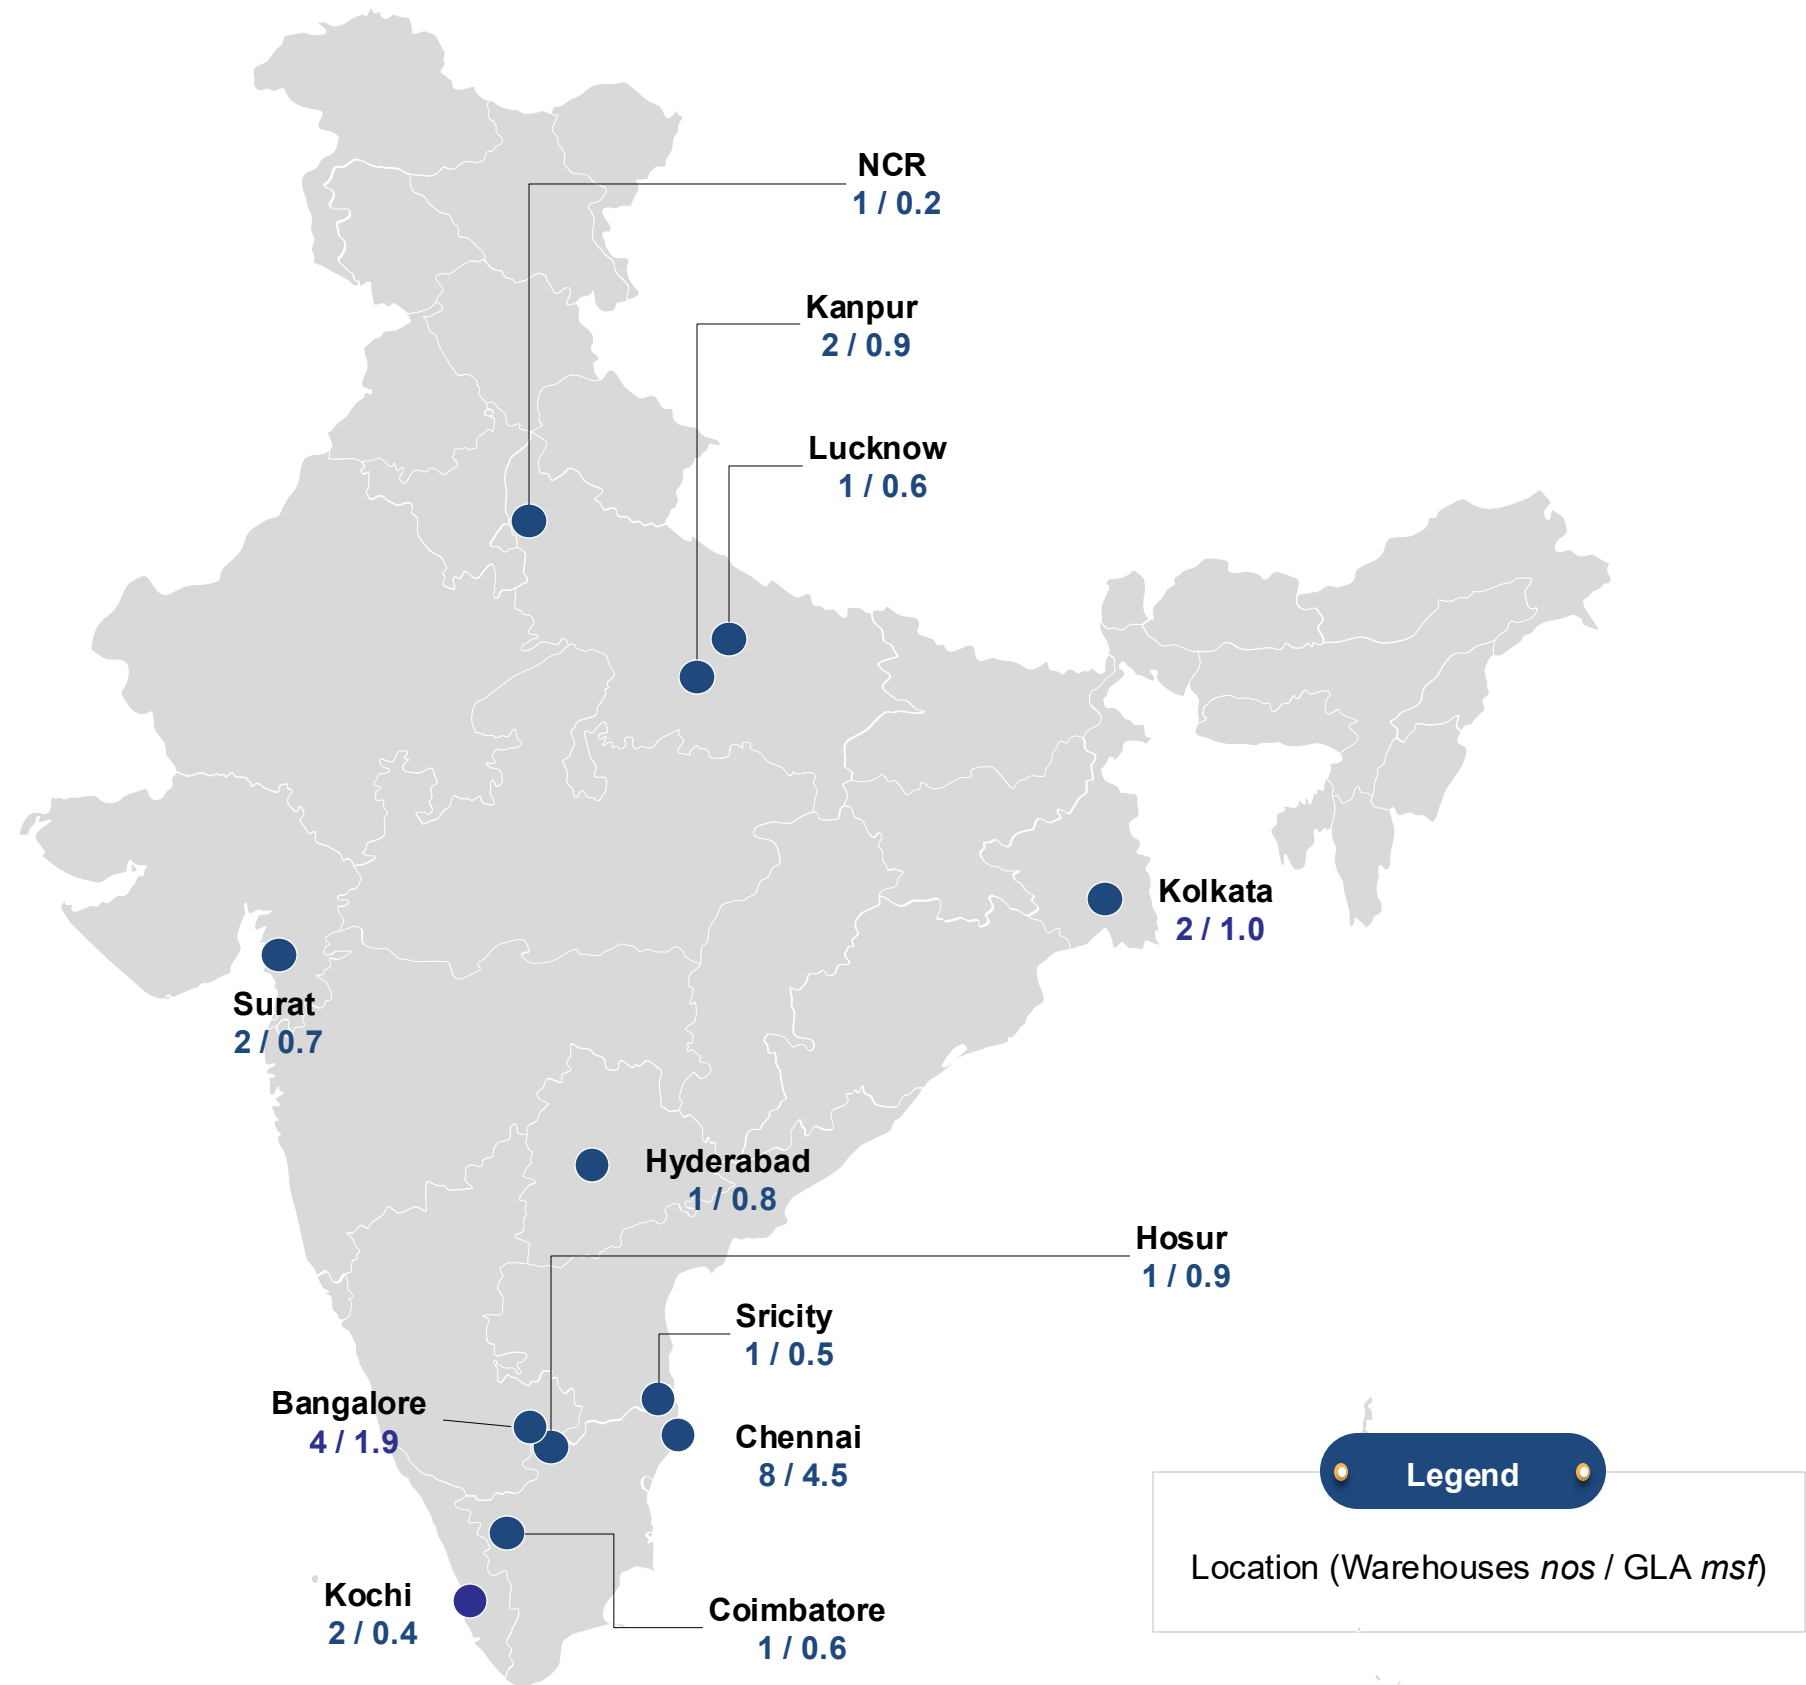 NCR
1 / 0.2
Kanpur
2 / 0.9
Lucknow
1 / 0.6
Kolkata
2 / 1.0
Surat
2 / 0.7
Hyderabad
1 / 0.8
Hosur
1 / 0.9
Sricity
1 / 0.5
Bangalore
4 / 1.9
Chennai
8 / 4.5
Legend
Location (Warehouses nos / GLA msf)
Kochi
2 / 0.4
Coimbatore
1 / 0.6